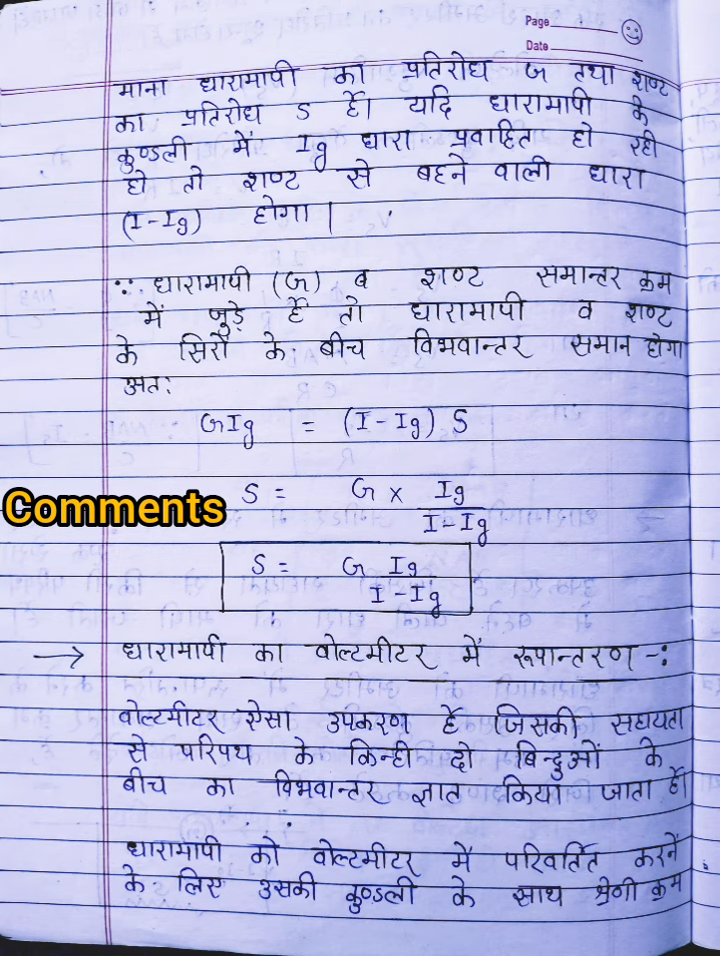 Page
Date
माना धारामापी का प्रतिरोध G तथा शण्ट
का प्रतिरोध S है। यदि धारामापी के
कुण्डली में Ig धारा प्रवाहित हो रही
हो तो शण्ट से बहने वाली धारा
(I-Ig) होगा |
∵ धारामापी (G) व शण्ट समान्तर क्रम
में जुड़े हैं तो धारामापी व शण्ट
के सिरों के बीच विभवान्तर समान होगा
अत:
GIg = (I-Ig) S
S = G x Ig / I-Ig
Comments
S = G Ig / I-Ig
→ धारामापी का वोल्टमीटर में रूपान्तरण -:
वोल्टमीटर ऐसा उपकरण है जिसकी सहायता
से परिपथ के किन्ही दो बिन्दुओं के
बीच का विभवान्तर ज्ञात किया जाता है।
धारामापी को वोल्टमीटर में परिवर्तित करनें
के लिए उसकी कुण्डली के साथ श्रेणी क्रम